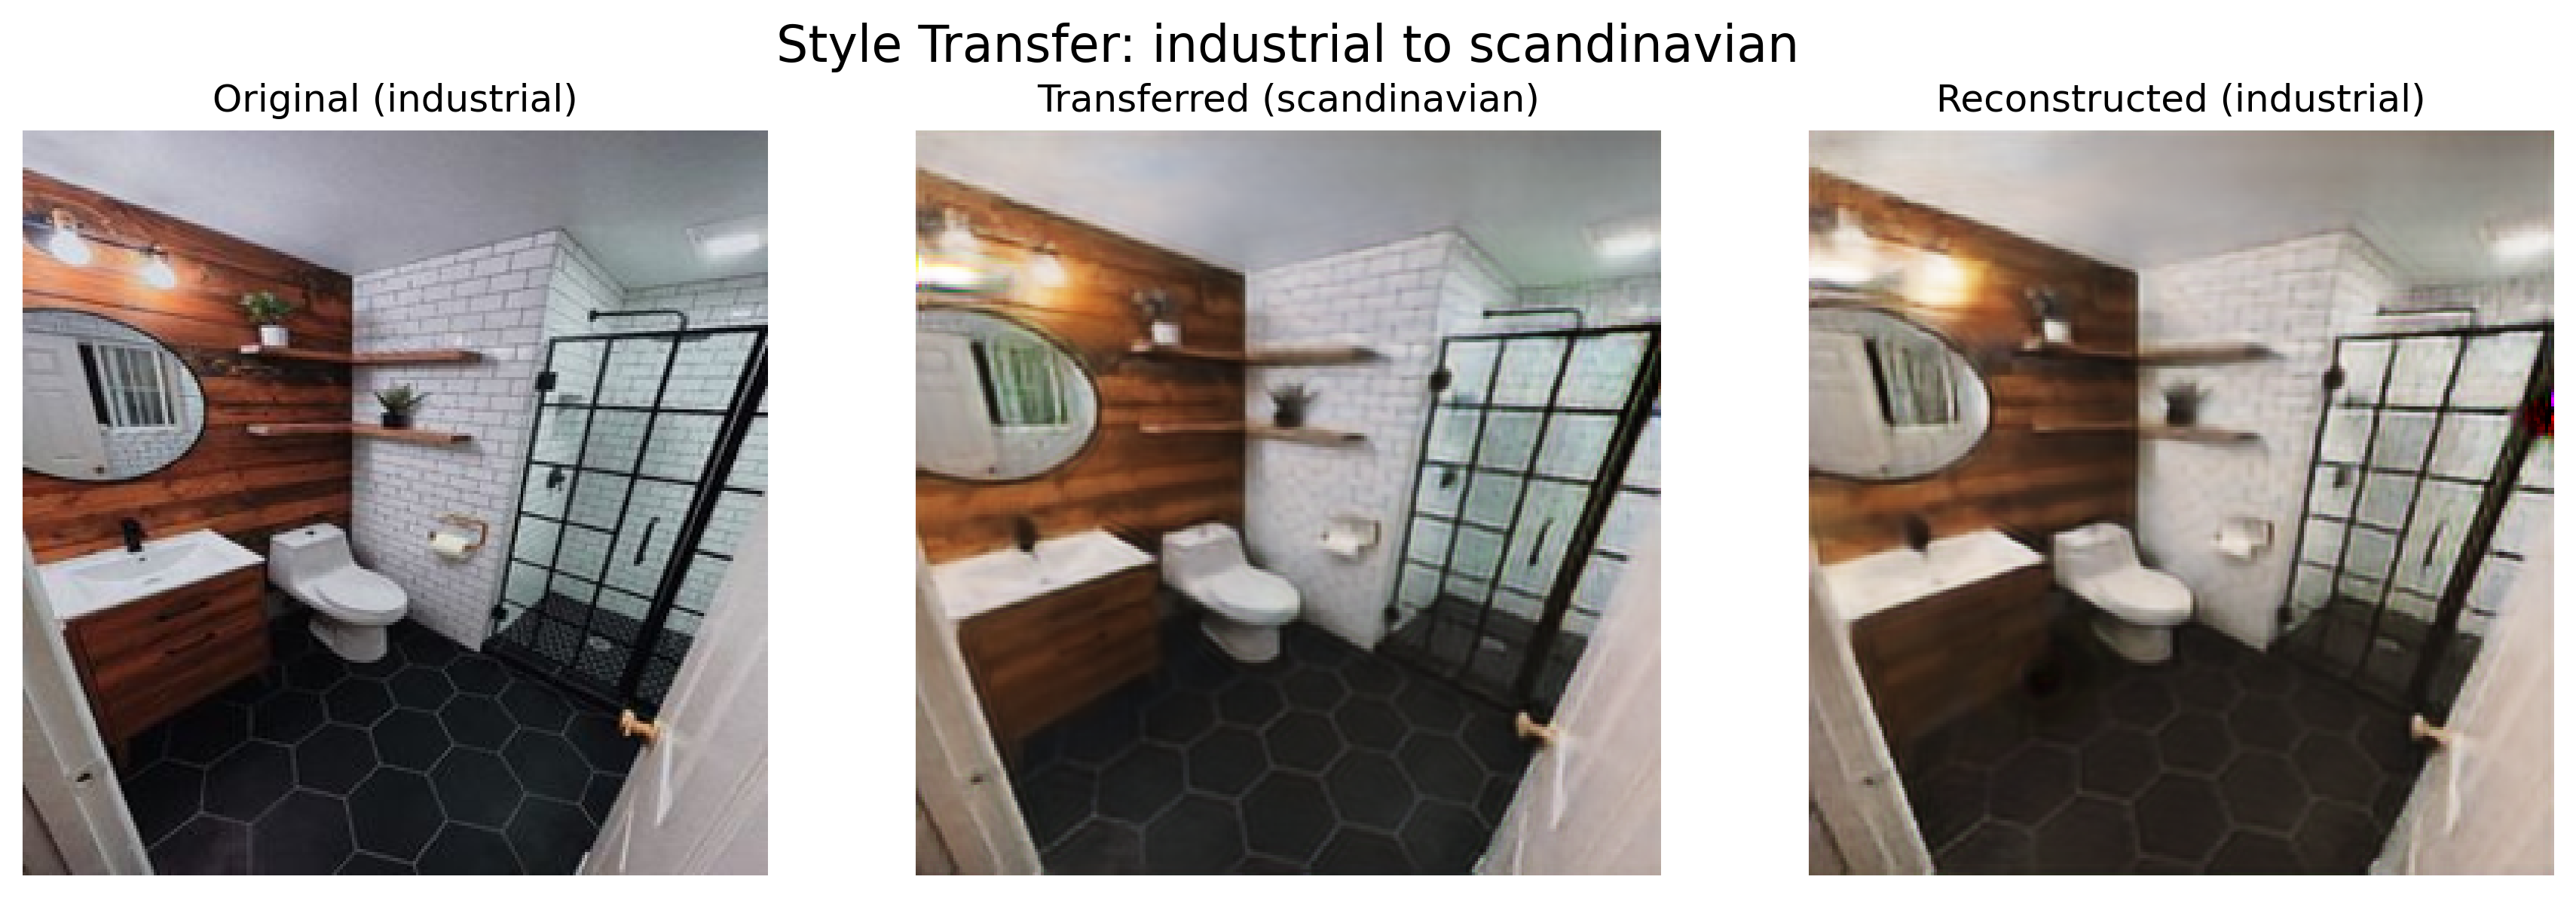 Style Transfer: industrial to scandinavian
Original (industrial)
Transferred (scandinavian)
Reconstructed (industrial)